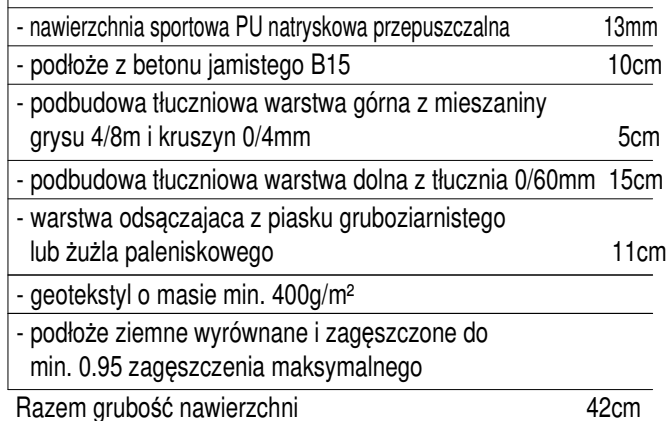 - nawierzchnia sportowa PU natryskowa przepuszczalna 13mm
- podłoże z betonu jamistego B15 10cm
- podbudowa tłuczniowa warstwa górna z mieszaniny
grysu 4/8m i kruszyn 0/4mm 5cm
- podbudowa tłuczniowa warstwa dolna z tłucznia 0/60mm 15cm
- warstwa odsączajaca z piasku gruboziarnistego
lub żużla paleniskowego 11cm
- geotekstyl o masie min. 400g/m²
- podłoże ziemne wyrównane i zagęszczone do
min. 0.95 zagęszczenia maksymalnego
Razem grubość nawierzchni 42cm